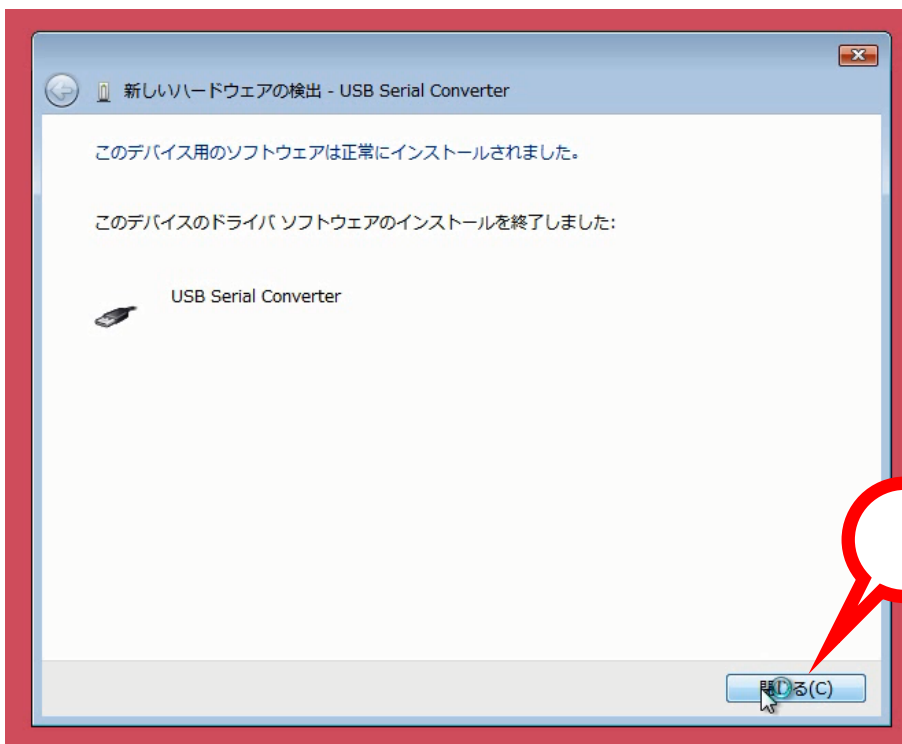 新しいハードウェアの検出 - USB Serial Converter
このデバイス用のソフトウェアは正常にインストールされました。
このデバイスのドライバ ソフトウェアのインストールを終了しました:
USB Serial Converter
閉じる(C)